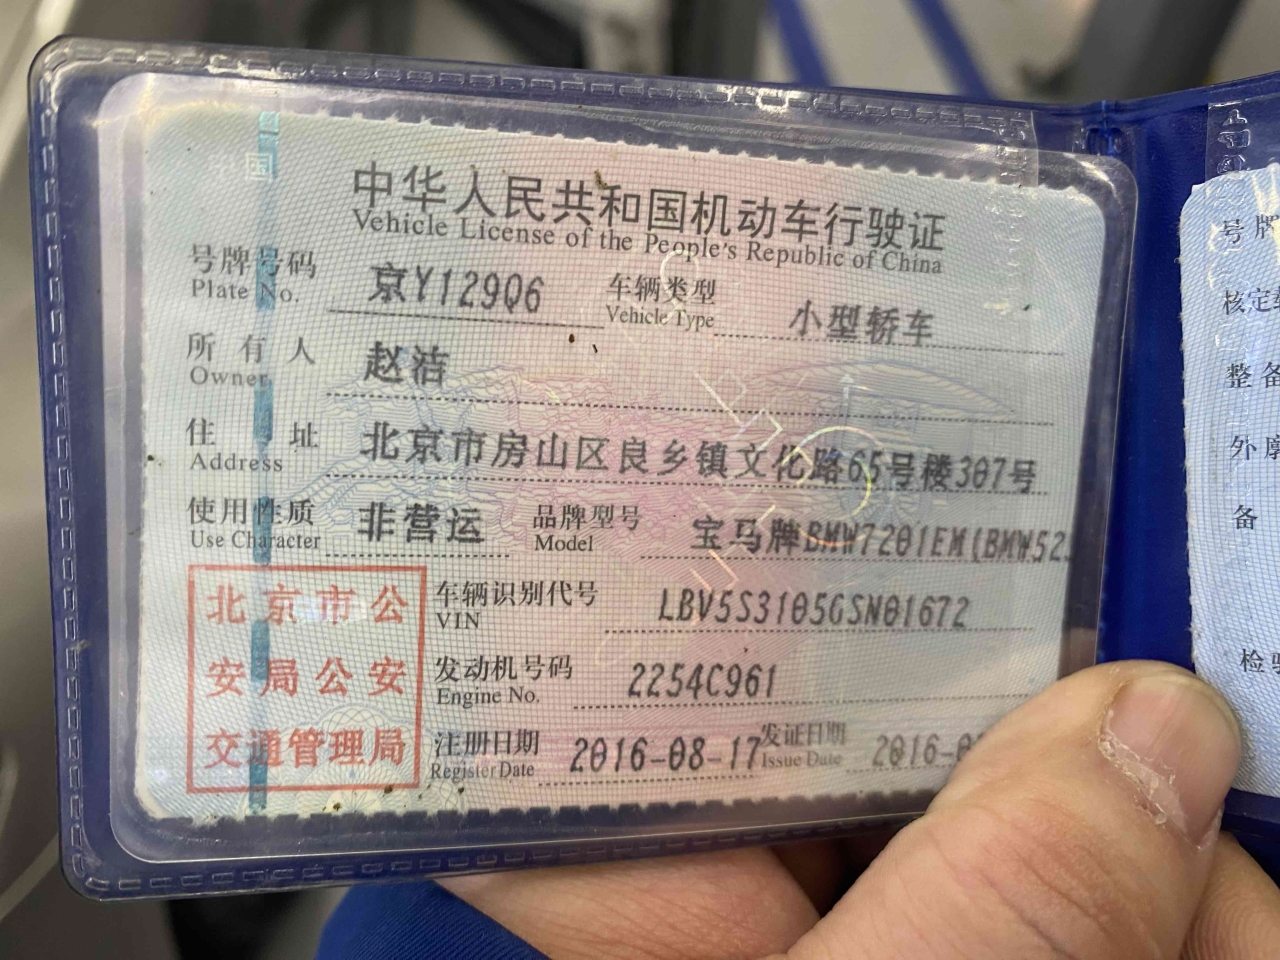 中华人民共和国机动车行驶证
Vehicle License of the People's Republic of China
号牌号码 京Y129Q6 车辆类型 小型轿车
Plate No. Vehicle Type
所有人 赵洁
Owner
住址 北京市房山区良乡镇文化路65号楼307号
Address
使用性质 非营运 品牌型号 宝马牌BMW7201EM(BMW52
Use Character Model
北京市公
安局公安
交通管理局
车辆识别代号 LBV5S3105GSN01672
VIN
发动机号码 2254C961
Engine No.
注册日期 2016-08-17 发证日期 2016-0
Register Date Issue Date
号牌
核定
整备
外廓
备
检验